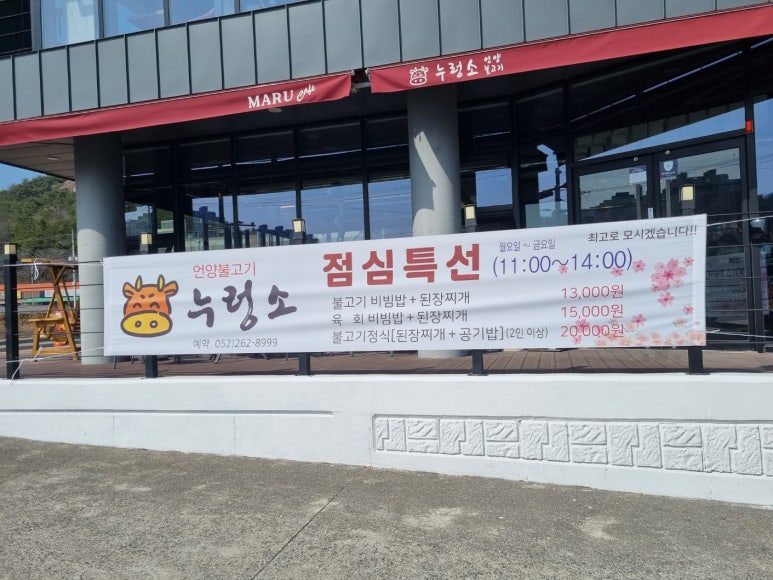 MARU cafe
누렁소 언양
불고기
언양불고기
누렁소
예약. 052)262-8999
점심특선
월요일 ~ 금요일
(11:00~14:00)
최고로 모시겠습니다!!
불고기 비빔밥 + 된장찌개 13,000원
육 회 비빔밥 + 된장찌개 15,000원
불고기정식[된장찌개 + 공기밥] (2인 이상) 20,000원